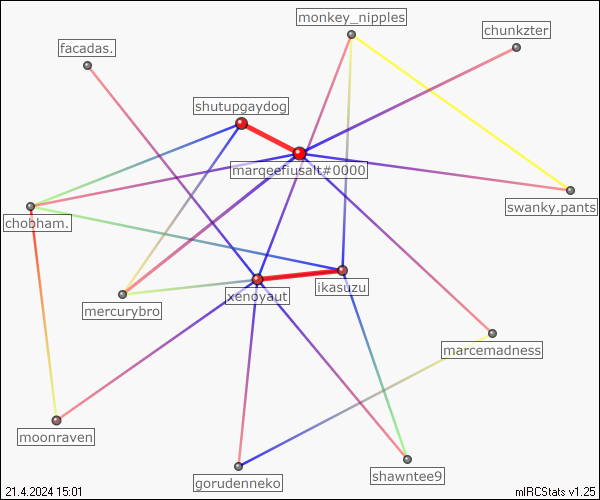 monkey_nipples
chunkzter
facadas.
shutupgaydog
marqeefiusalt#0000
swanky.pants
chobham.
ikasuzu
xenoyaut
mercurybro
marcemadness
moonraven
shawntee9
gorudenneko
21.4.2024 15:01
mIRCStats v1.25